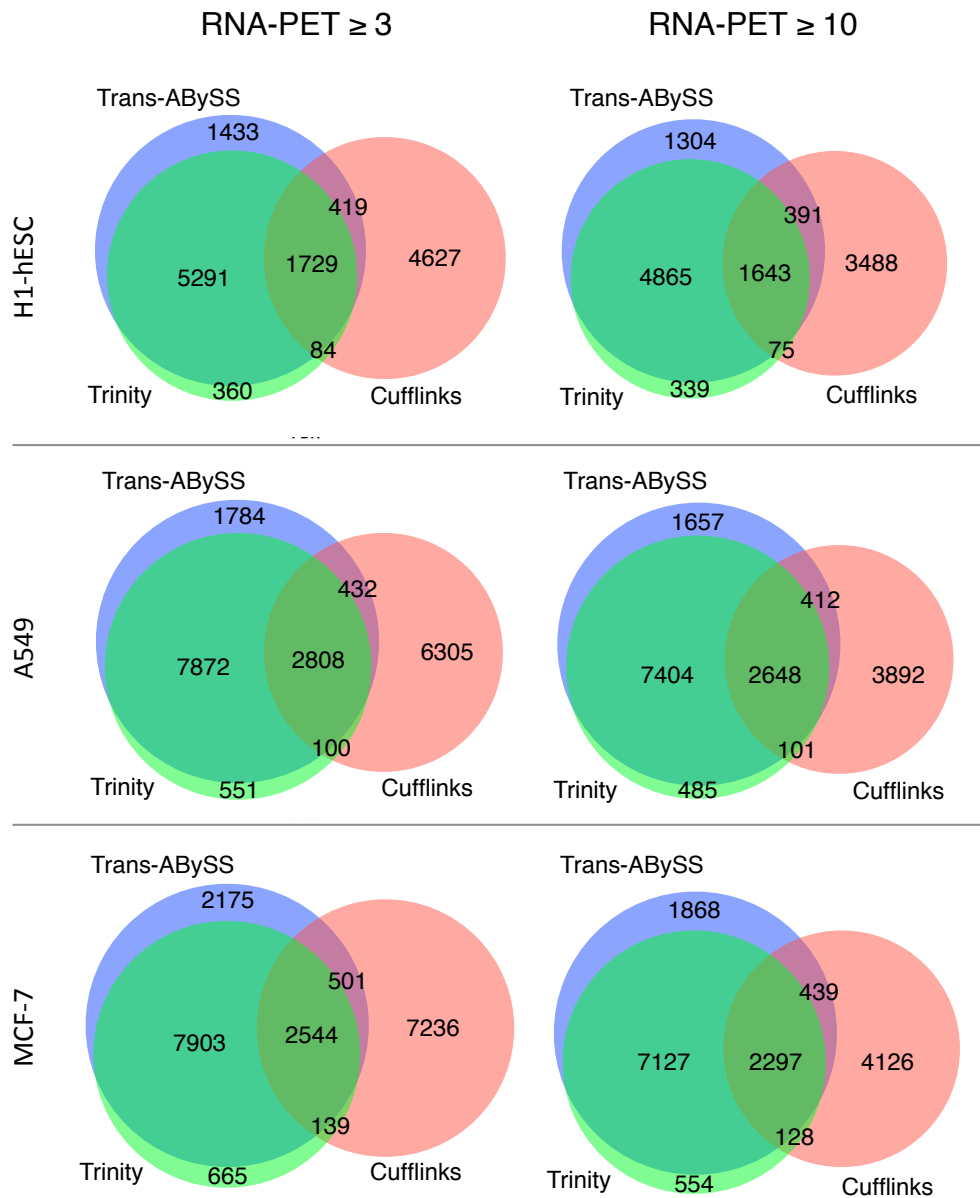 RNA-PET ≥ 3
RNA-PET ≥ 10
H1-hESC
Trans-ABySS
1433
419
5291
1729
4627
84
360
Trinity
Cufflinks
Trans-ABySS
1304
391
4865
1643
3488
75
339
Trinity
Cufflinks
A549
Trans-ABySS
1784
432
7872
2808
6305
100
551
Trinity
Cufflinks
Trans-ABySS
1657
412
7404
2648
3892
101
485
Trinity
Cufflinks
MCF-7
Trans-ABySS
2175
501
7903
2544
7236
139
665
Trinity
Cufflinks
Trans-ABySS
1868
439
7127
2297
4126
128
554
Trinity
Cufflinks